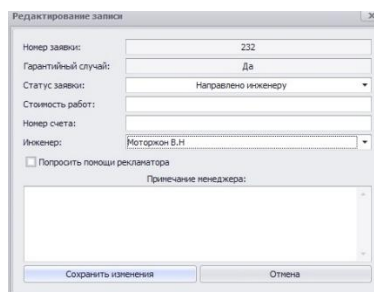 Редактирование записи
Номер заявки: 232
Гарантийный случай: Да
Статус заявки: Направлено инженеру
Стоимость работ:
Номер счета:
Инженер: Моторжон В.Н
Попросить помощи рекламатора
Примечание менеджера:
Сохранить изменения Отмена